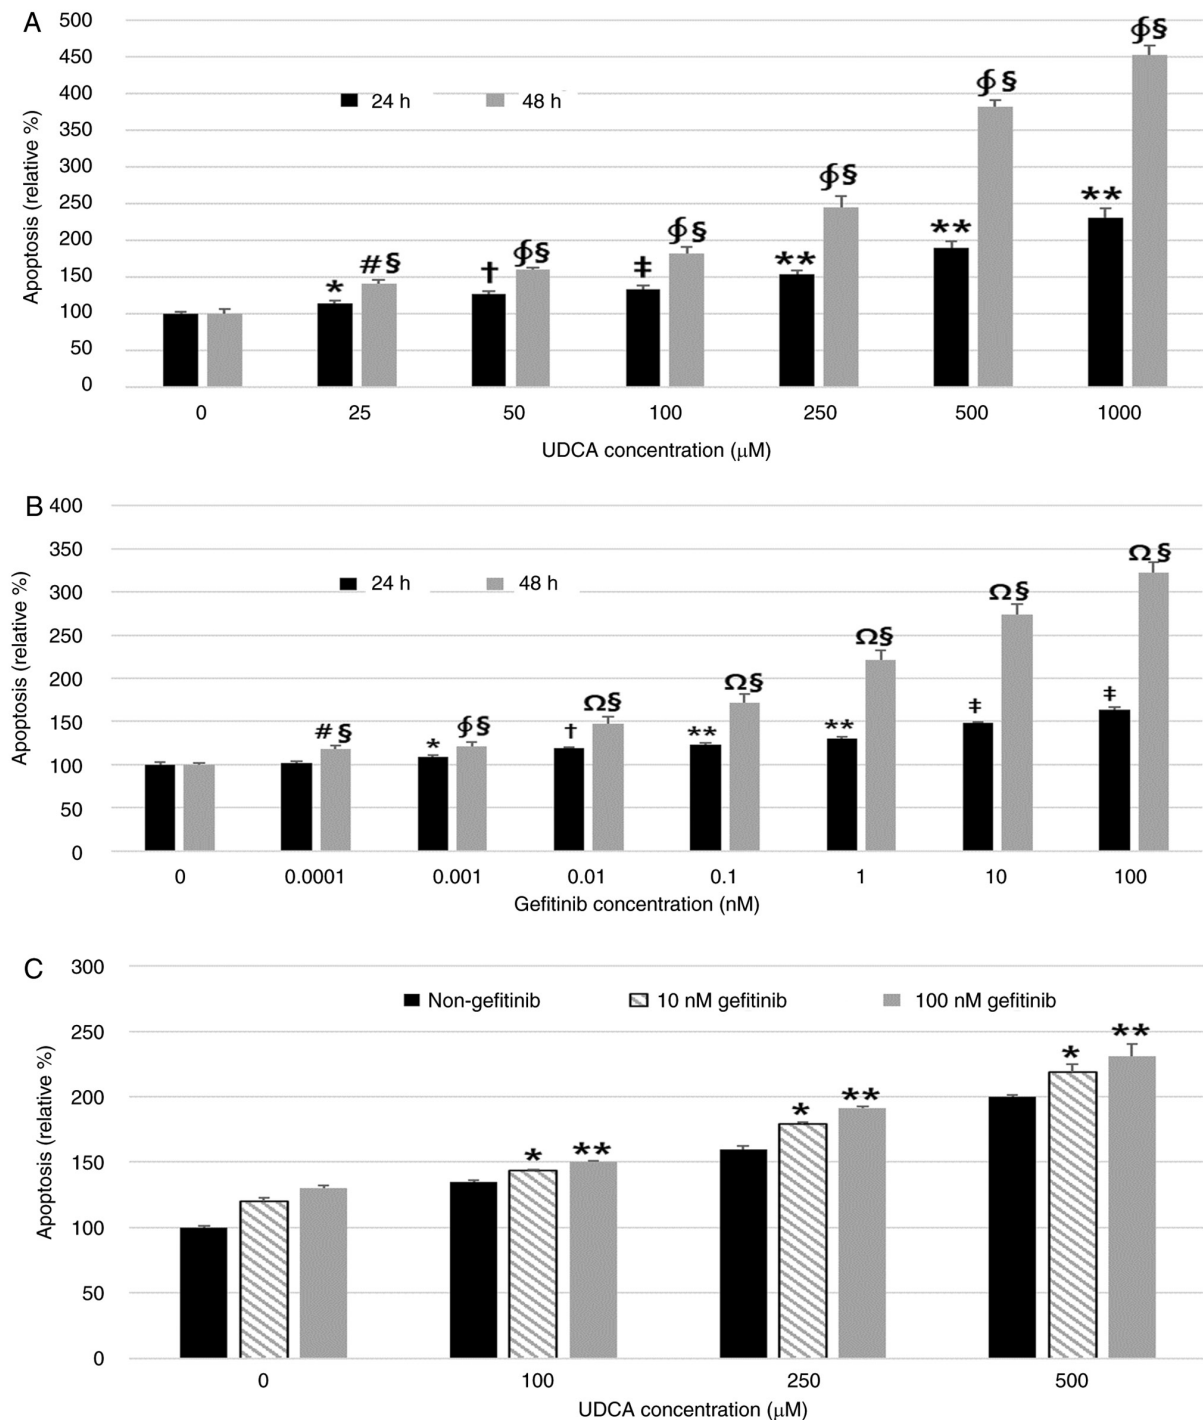 A
500
450
400
350
300
250
200
150
100
50
0
Apoptosis (relative %)
24 h 48 h
* #§ † ∮§ ‡ ∮§ ** ∮§ ** ∮§ ** ∮§
0 25 50 100 250 500 1000
UDCA concentration (μM)
B
400
350
300
250
200
150
100
50
0
Apoptosis (relative %)
24 h 48 h
#§ * ∮§ † Ω§ ** Ω§ ** Ω§ ‡ Ω§ ‡ Ω§
0 0.0001 0.001 0.01 0.1 1 10 100
Gefitinib concentration (nM)
C
300
250
200
150
100
50
0
Apoptosis (relative %)
Non-gefitinib 10 nM gefitinib 100 nM gefitinib
* ** * ** * **
0 100 250 500
UDCA concentration (μM)